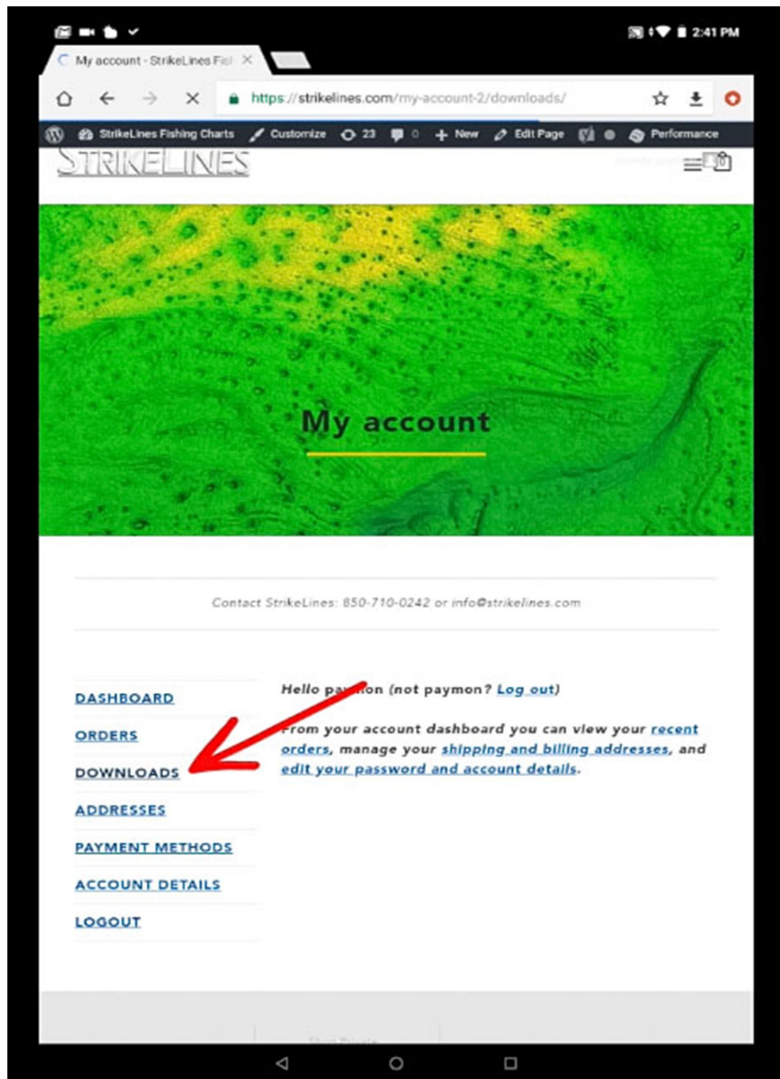 2:41 PM
My account - StrikeLines Fis
https://strikelines.com/my-account-2/downloads/
StrikeLines Fishing Charts Customize 23 0 + New Edit Page Performance
STRIKELINES
0
My account
Contact StrikeLines: 850-710-0242 or info@strikelines.com
DASHBOARD
ORDERS
DOWNLOADS
ADDRESSES
PAYMENT METHODS
ACCOUNT DETAILS
LOGOUT
Hello paymon (not paymon? Log out)
From your account dashboard you can view your recent
orders, manage your shipping and billing addresses, and
edit your password and account details.